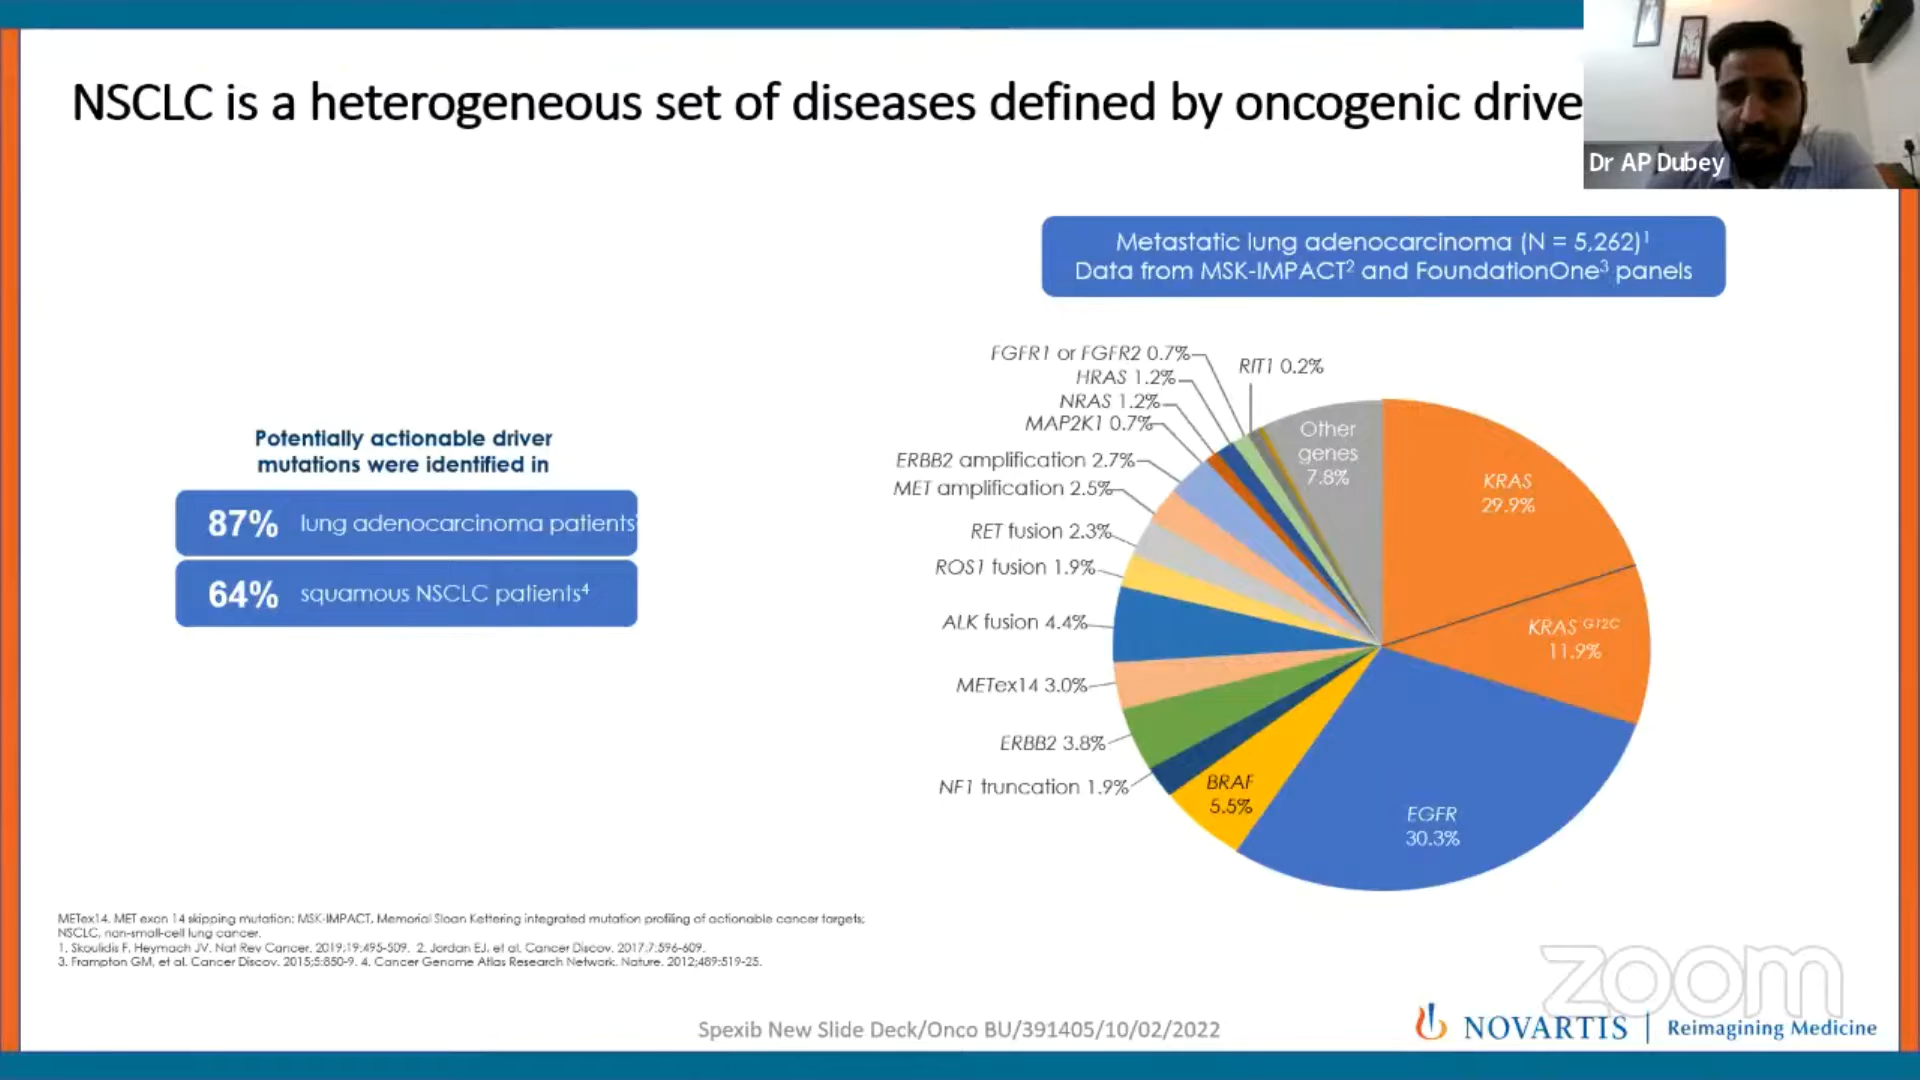 NSCLC is a heterogeneous set of diseases defined by oncogenic drive
Dr AP Dubey
Metastatic lung adenocarcinoma (N = 5,262)¹
Data from MSK-IMPACT² and FoundationOne³ panels
Potentially actionable driver
mutations were identified in
87% lung adenocarcinoma patients
64% squamous NSCLC patients⁴
FGFR1 or FGFR2 0.7%
RIT1 0.2%
HRAS 1.2%
NRAS 1.2%
MAP2K1 0.7%
ERBB2 amplification 2.7%
MET amplification 2.5%
RET fusion 2.3%
ROS1 fusion 1.9%
ALK fusion 4.4%
METex14 3.0%
ERBB2 3.8%
NF1 truncation 1.9%
Other
genes
7.8%
KRAS
29.9%
KRAS G12C
11.9%
BRAF
5.5%
EGFR
30.3%
METex14, MET exon 14 skipping mutation; MSK-IMPACT, Memorial Sloan Kettering integrated mutation profiling of actionable cancer targets;
NSCLC, non-small-cell lung cancer.
1. Skoulidis F, Heymach JV. Nat Rev Cancer. 2019;19:495-509. 2. Jordan EJ, et al. Cancer Discov. 2017;7:596-609.
3. Frampton GM, et al. Cancer Discov. 2015;5:850-9. 4. Cancer Genome Atlas Research Network. Nature. 2012;489:519-25.
zoom
Spexib New Slide Deck/Onco BU/391405/10/02/2022
NOVARTIS | Reimagining Medicine